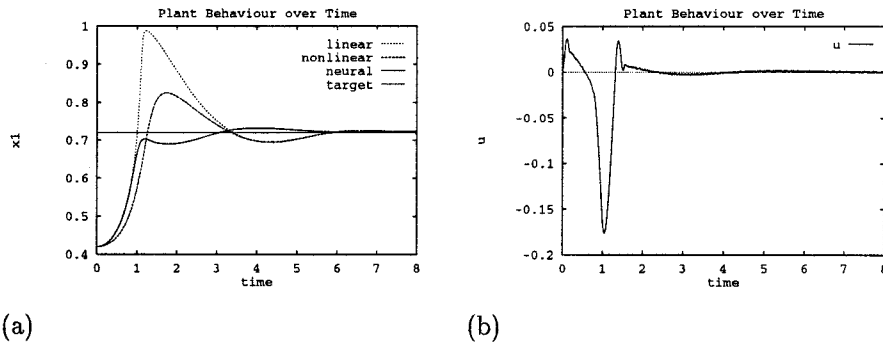 Plant Behaviour over Time
1
0.9
0.8
0.7
0.6
0.5
0.4
x1
linear
nonlinear
neural
target
0 1 2 3 4 5 6 7 8
time
(a)
Plant Behaviour over Time
0.05
0
-0.05
-0.1
-0.15
-0.2
u
u
0 1 2 3 4 5 6 7 8
time
(b)